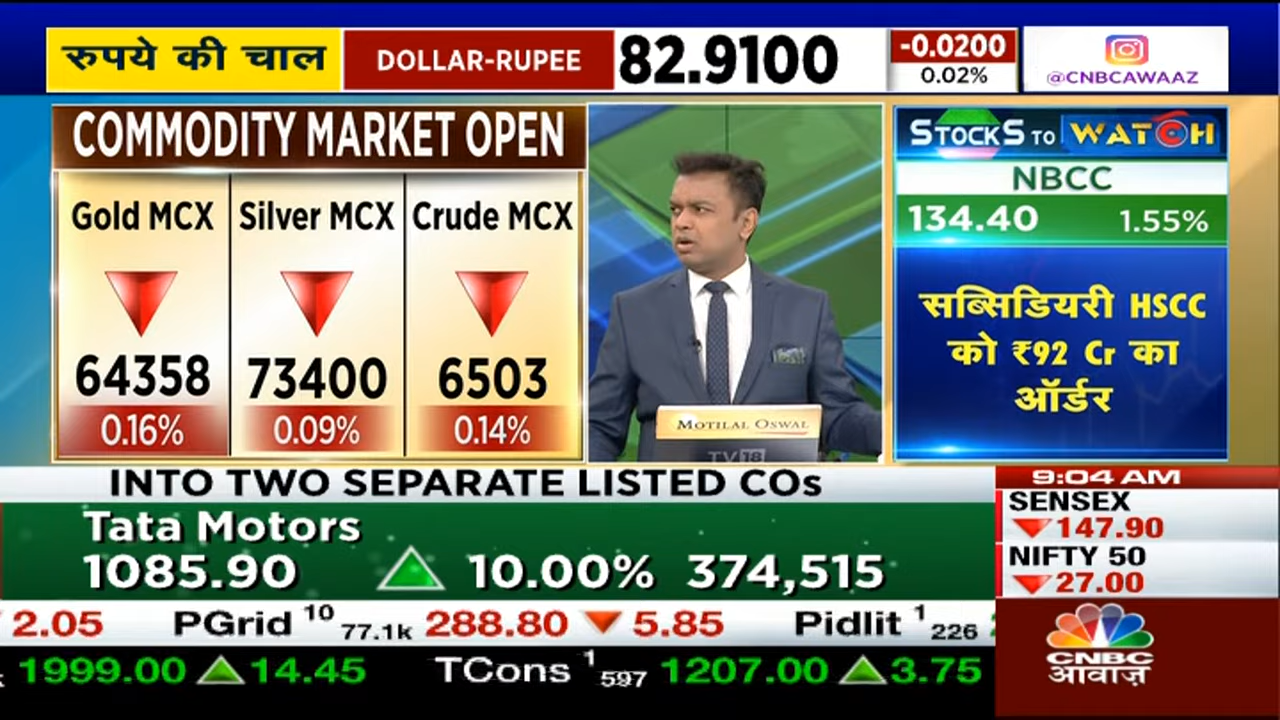 रुपये की चाल
DOLLAR-RUPEE
82.9100
-0.0200
0.02%
@CNBCAWAAZ
COMMODITY MARKET OPEN
Gold MCX Silver MCX Crude MCX
64358 73400 6503
0.16% 0.09% 0.14%
MOTILAL OSWAL
TV18
STOCKS TO WATCH
NBCC
134.40 1.55%
सब्सिडियरी HSCC
को ₹92 Cr का
ऑर्डर
INTO TWO SEPARATE LISTED COs
Tata Motors
1085.90 10.00% 374,515
9:04 AM
SENSEX
147.90
NIFTY 50
27.00
2.05 PGrid 10 77.1k 288.80 5.85 Pidlit 1 226
1999.00 14.45 TCons 1 597 1207.00 3.75
CNBC
आवाज़